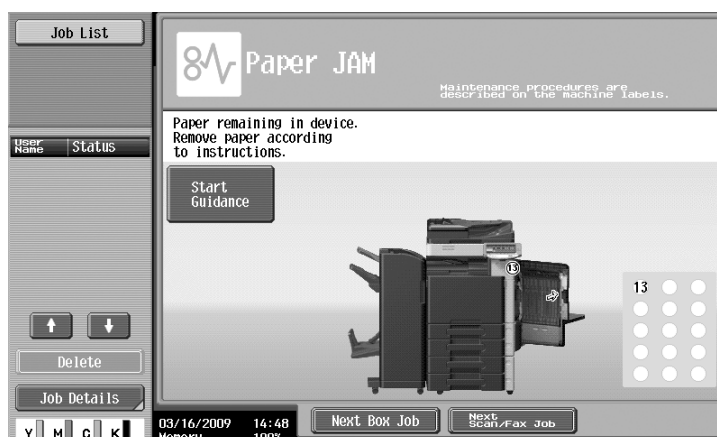 Job List
Paper JAM
Maintenance procedures are
described on the machine labels.
Paper remaining in device.
Remove paper according
to instructions.
User
Name
Status
Start
Guidance
13
13
Delete
Job Details
Y M C K
03/16/2009 14:48
Memory 100%
Next Box Job
Next
Scan/Fax Job